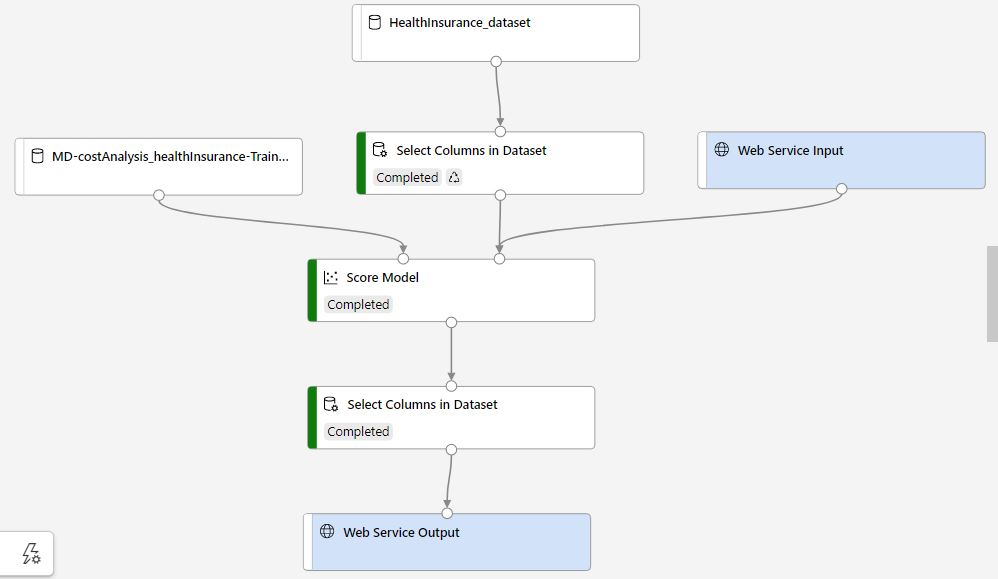 HealthInsurance_dataset
MD-costAnalysis_healthInsurance-Train...
Select Columns in Dataset
Completed
Web Service Input
Score Model
Completed
Select Columns in Dataset
Completed
Web Service Output